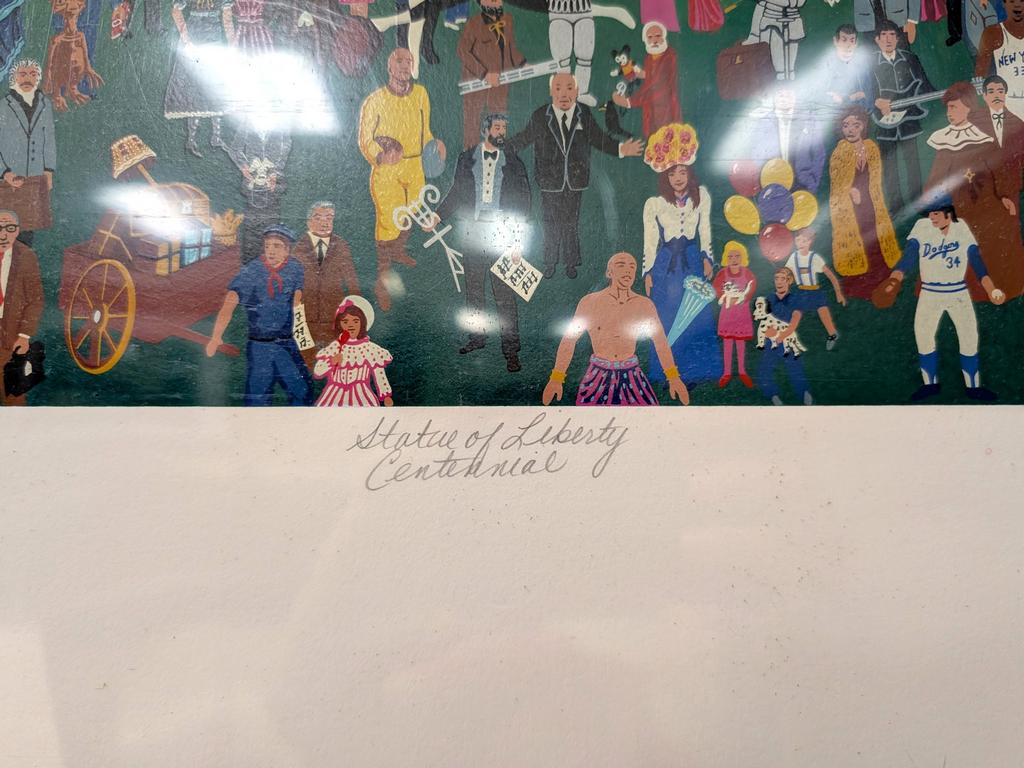 NEW Y
33
Dodgers
34
Statue of Liberty
Centennial